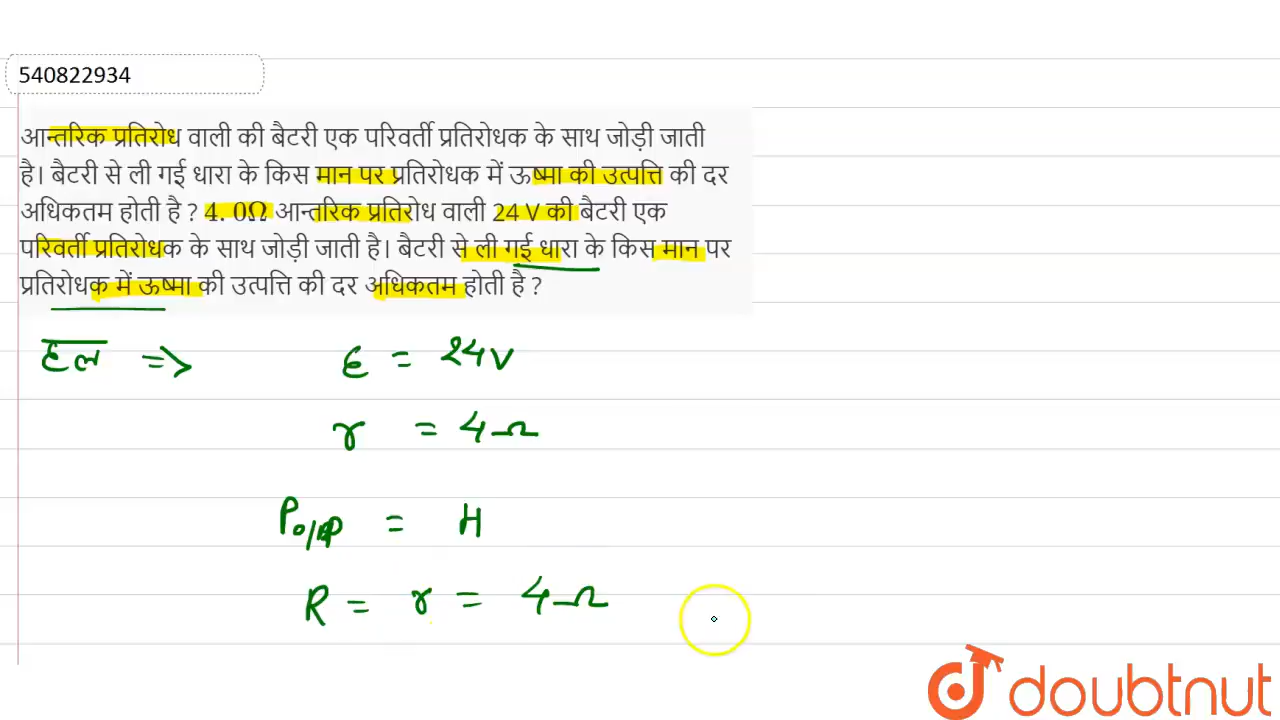 540822934
आन्तरिक प्रतिरोध वाली की बैटरी एक परिवर्ती प्रतिरोधक के साथ जोड़ी जाती
है। बैटरी से ली गई धारा के किस मान पर प्रतिरोधक में ऊष्मा की उत्पत्ति की दर
अधिकतम होती है ? 4. 0Ω आन्तरिक प्रतिरोध वाली 24 V की बैटरी एक
परिवर्ती प्रतिरोधक के साथ जोड़ी जाती है। बैटरी से ली गई धारा के किस मान पर
प्रतिरोधक में ऊष्मा की उत्पत्ति की दर अधिकतम होती है ?
हल => ε = 24V
r = 4Ω
P = H
R = r = 4Ω
doubtnut